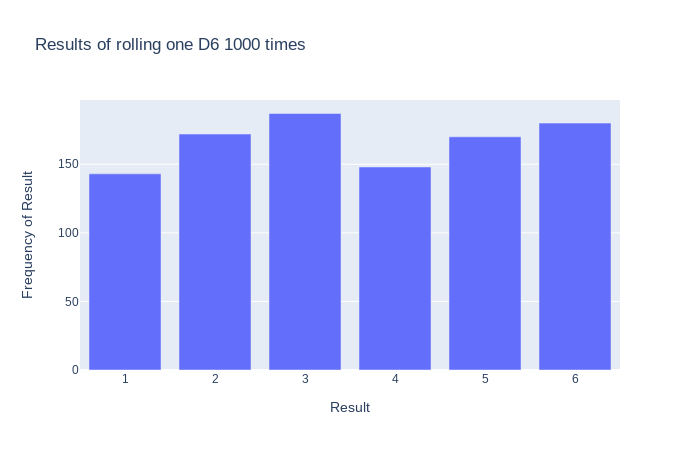 Results of rolling one D6 1000 times
Frequency of Result
150
100
50
0
1 2 3 4 5 6
Result